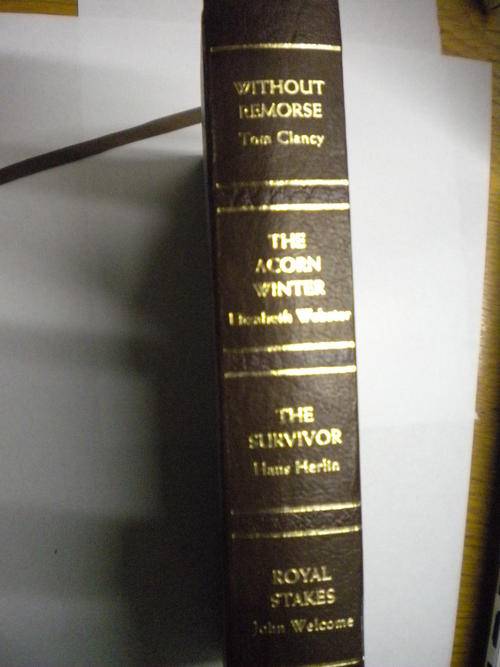 WITHOUT
REMORSE
Tom Clancy
THE
ACORN
WINTER
Elizabeth Webster
THE
SURVIVOR
Hans Herlin
ROYAL
STAKES
John Welcome